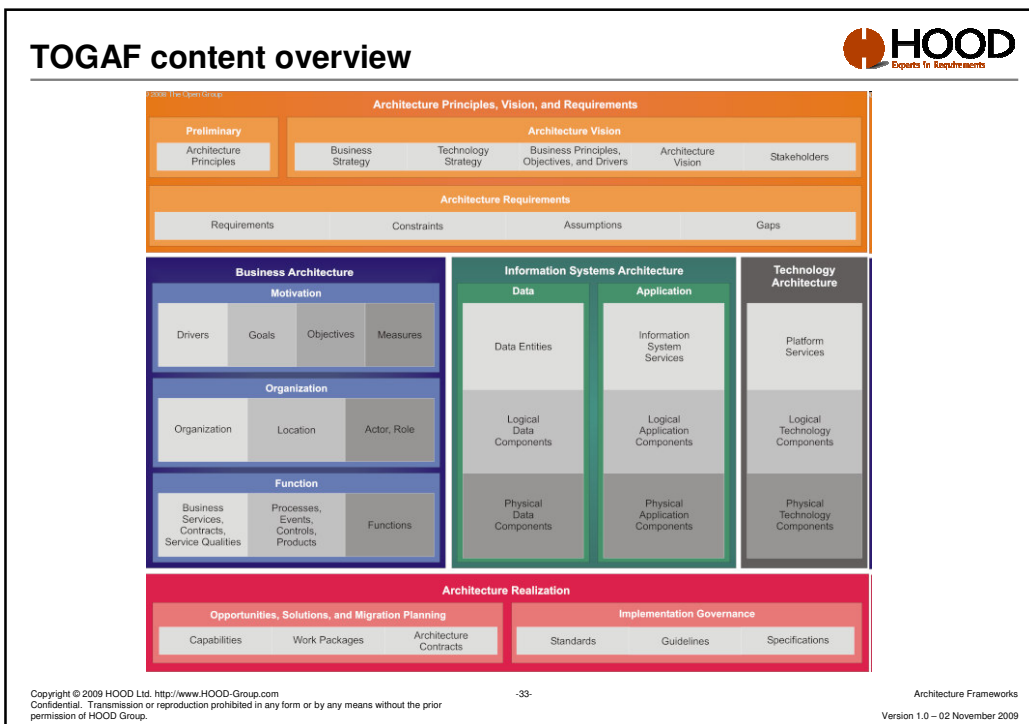 TOGAF content overview
HOOD
Experts in Requirements
2009 The Open Group
Architecture Principles, Vision, and Requirements
Preliminary
Architecture
Principles
Architecture Vision
Business
Strategy
Technology
Strategy
Business Principles,
Objectives, and Drivers
Architecture
Vision
Stakeholders
Architecture Requirements
Requirements
Constraints
Assumptions
Gaps
Business Architecture
Motivation
Drivers
Goals
Objectives
Measures
Organization
Organization
Location
Actor, Role
Function
Business
Services,
Contracts,
Service Qualities
Processes,
Events,
Controls,
Products
Functions
Information Systems Architecture
Data
Data Entities
Logical
Data
Components
Physical
Data
Components
Application
Information
System
Services
Logical
Application
Components
Physical
Application
Components
Technology
Architecture
Platform
Services
Logical
Technology
Components
Physical
Technology
Components
Architecture Realization
Opportunities, Solutions, and Migration Planning
Capabilities
Work Packages
Architecture
Contracts
Implementation Governance
Standards
Guidelines
Specifications
Copyright © 2009 HOOD Ltd. http://www.HOOD-Group.com
Confidential. Transmission or reproduction prohibited in any form or by any means without the prior
permission of HOOD Group.
-33-
Architecture Frameworks
Version 1.0 – 02 November 2009